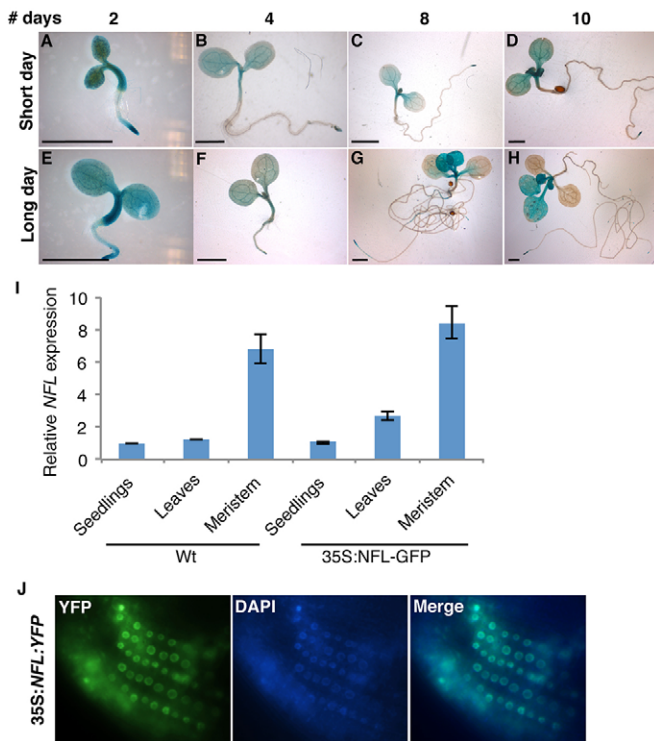 # days 2 4 8 10
Short day
A B C D
Long day
E F G H
I
Relative NFL expression
10
8
6
4
2
0
Seedlings Leaves Meristem Seedlings Leaves Meristem
Wt 35S:NFL-GFP
J
35S:NFL:YFP
YFP DAPI Merge